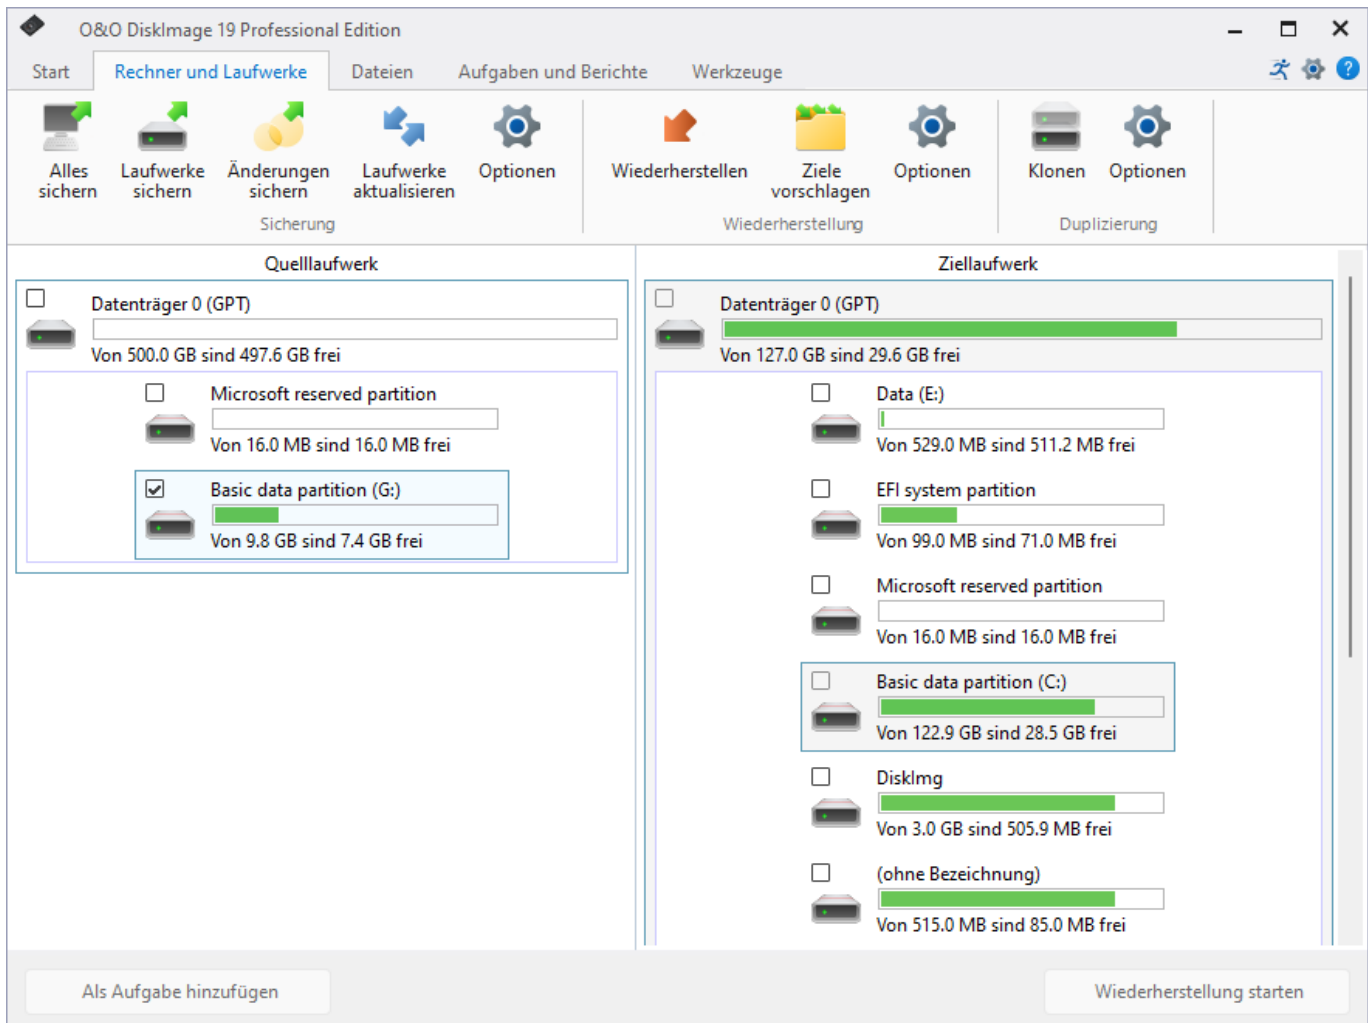 O&O DiskImage 19 Professional Edition
Start Rechner und Laufwerke Dateien Aufgaben und Berichte Werkzeuge
?
Alles sichern
Laufwerke sichern
Änderungen sichern
Laufwerke aktualisieren
Optionen
Sicherung
Wiederherstellen
Ziele vorschlagen
Optionen
Wiederherstellung
Klonen
Optionen
Duplizierung
Quelllaufwerk
Datenträger 0 (GPT)
Von 500.0 GB sind 497.6 GB frei
Microsoft reserved partition
Von 16.0 MB sind 16.0 MB frei
Basic data partition (G:)
Von 9.8 GB sind 7.4 GB frei
Ziellaufwerk
Datenträger 0 (GPT)
Von 127.0 GB sind 29.6 GB frei
Data (E:)
Von 529.0 MB sind 511.2 MB frei
EFI system partition
Von 99.0 MB sind 71.0 MB frei
Microsoft reserved partition
Von 16.0 MB sind 16.0 MB frei
Basic data partition (C:)
Von 122.9 GB sind 28.5 GB frei
DiskImg
Von 3.0 GB sind 505.9 MB frei
(ohne Bezeichnung)
Von 515.0 MB sind 85.0 MB frei
Als Aufgabe hinzufügen
Wiederherstellung starten